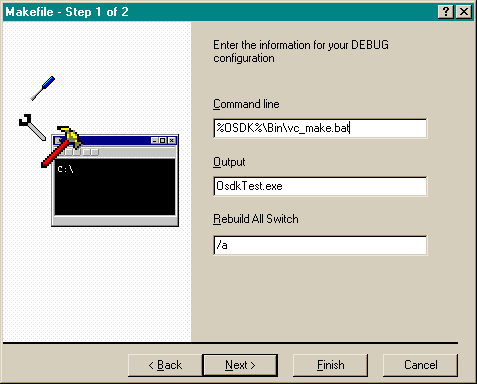 Makefile - Step 1 of 2
Enter the information for your DEBUG
configuration
Command line
%OSDK%\Bin\vc_make.bat
C:\
Output
OsdkTest.exe
Rebuild All Switch
/a
< Back
Next >
Finish
Cancel